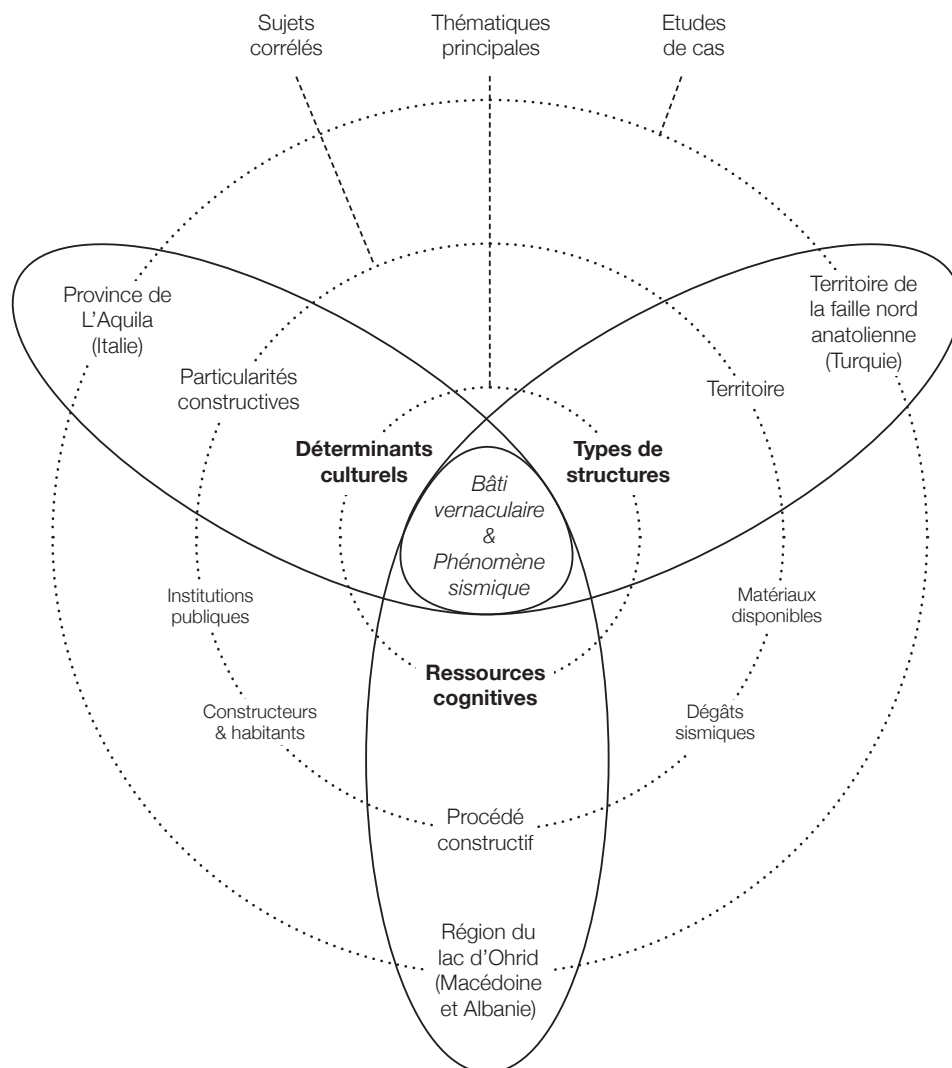 Sujets
corrélés
Thématiques
principales
Etudes
de cas
Province de
L'Aquila
(Italie)
Territoire de
la faille nord
anatolienne
(Turquie)
Particularités
constructives
Territoire
Déterminants
culturels
Types de
structures
Bâti
vernaculaire
&
Phénomène
sismique
Institutions
publiques
Matériaux
disponibles
Ressources
cognitives
Constructeurs
& habitants
Dégâts
sismiques
Procédé
constructif
Région du
lac d'Ohrid
(Macédoine
et Albanie)